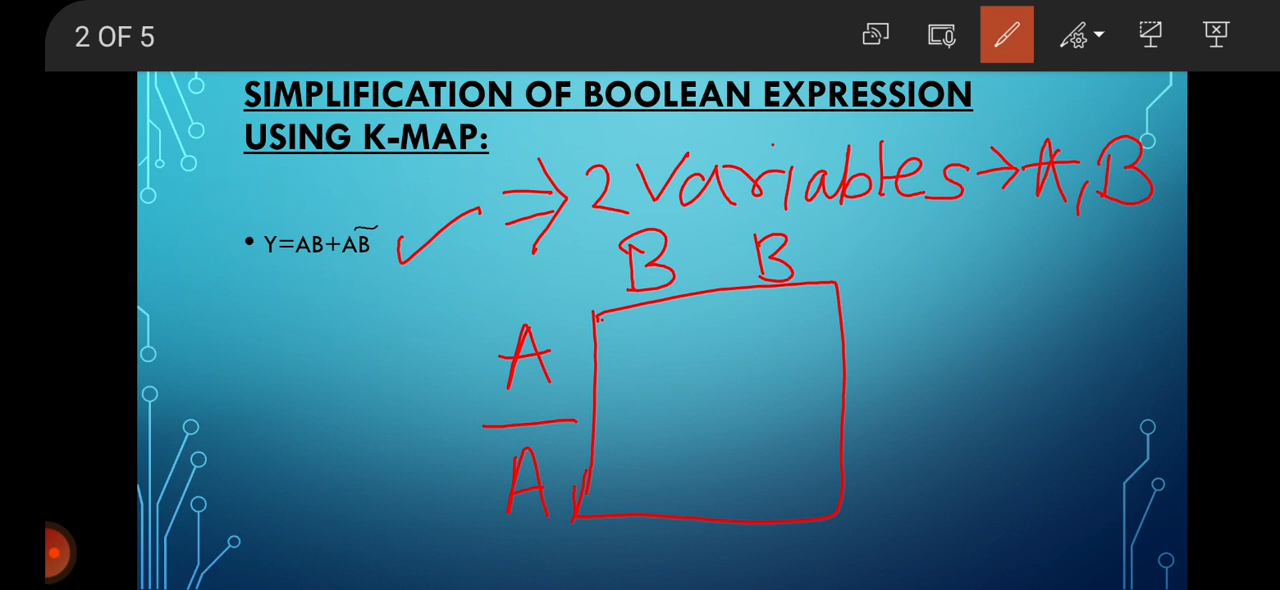 2 OF 5
SIMPLIFICATION OF BOOLEAN EXPRESSION
USING K-MAP:
⇒ 2 Variables → A, B
• Y=AB+AB̃
B B
A
A̅